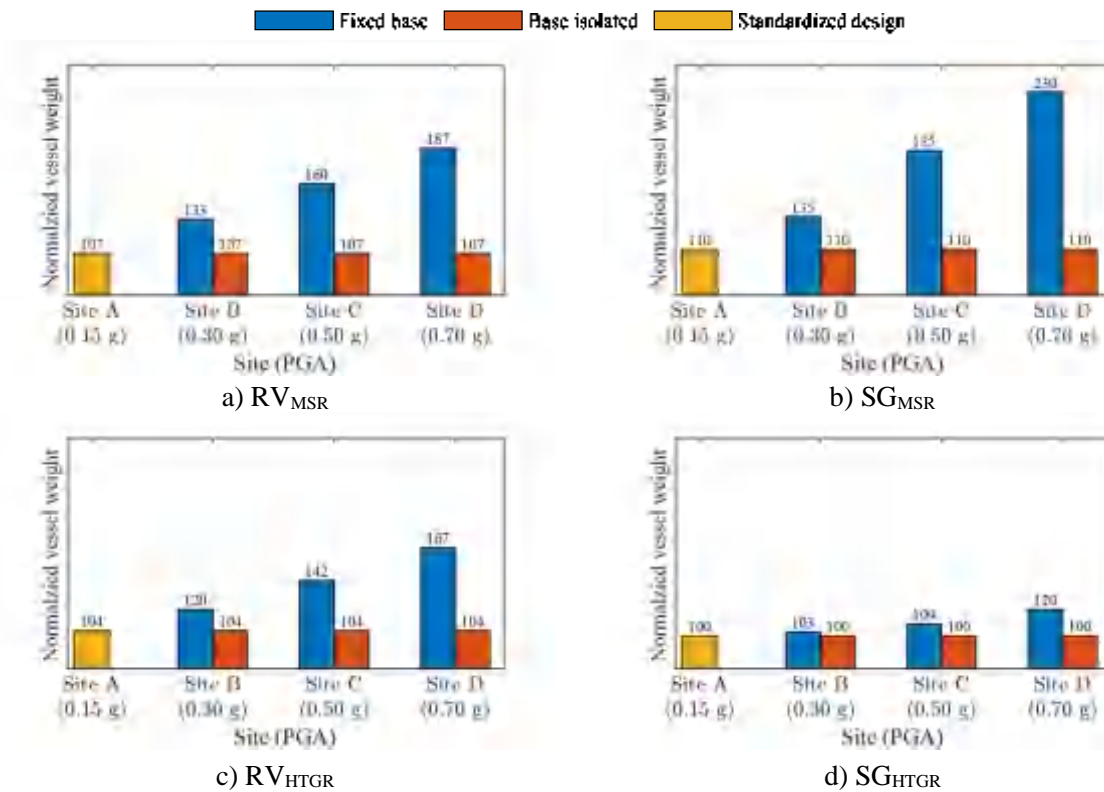 Fixed base Base isolated Standardized design
Normalzied vessel weight
107 133 107 160 107 187 107
Site A Site B Site C Site D
(0.15 g) (0.30 g) (0.50 g) (0.70 g)
Site (PGA)
a) RVMSR
Normalzied vessel weight
110 135 110 185 110 230 110
Site A Site B Site C Site D
(0.15 g) (0.30 g) (0.50 g) (0.70 g)
Site (PGA)
b) SGMSR
Normalzied vessel weight
104 120 104 142 104 167 104
Site A Site B Site C Site D
(0.15 g) (0.30 g) (0.50 g) (0.70 g)
Site (PGA)
c) RVHTGR
Normalzied vessel weight
100 103 100 109 100 120 100
Site A Site B Site C Site D
(0.15 g) (0.30 g) (0.50 g) (0.70 g)
Site (PGA)
d) SGHTGR